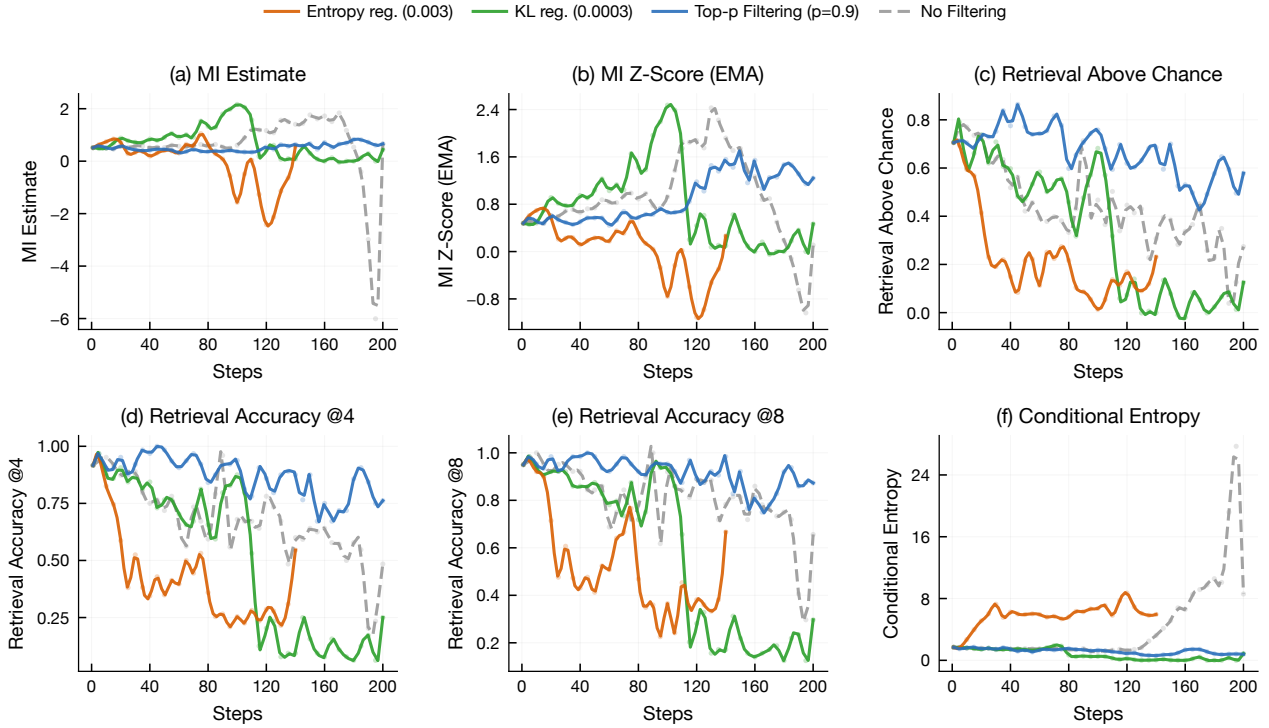 Entropy reg. (0.003) KL reg. (0.0003) Top-p Filtering (p=0.9) No Filtering
(a) MI Estimate
2
0
−2
−4
−6
MI Estimate
0 40 80 120 160 200
Steps
(b) MI Z-Score (EMA)
2.4
1.6
0.8
0.0
−0.8
MI Z-Score (EMA)
0 40 80 120 160 200
Steps
(c) Retrieval Above Chance
0.8
0.6
0.4
0.2
0.0
Retrieval Above Chance
0 40 80 120 160 200
Steps
(d) Retrieval Accuracy @4
1.00
0.75
0.50
0.25
Retrieval Accuracy @4
0 40 80 120 160 200
Steps
(e) Retrieval Accuracy @8
1.0
0.8
0.6
0.4
0.2
Retrieval Accuracy @8
0 40 80 120 160 200
Steps
(f) Conditional Entropy
24
16
8
0
Conditional Entropy
0 40 80 120 160 200
Steps